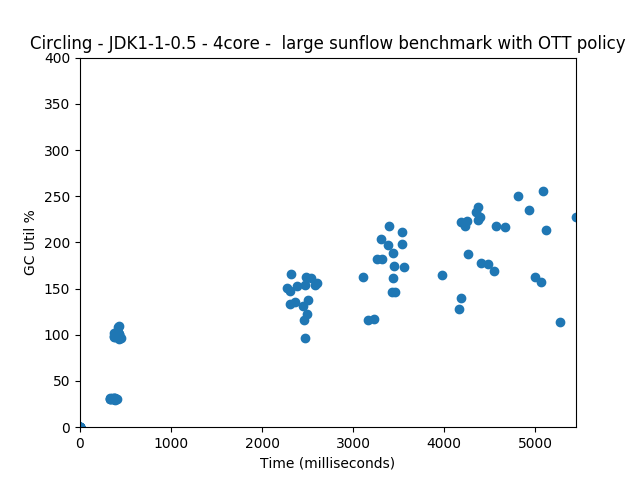 Circling - JDK1-1-0.5 - 4core -  large sunflow benchmark with OTT policy
400
350
300
250
200
150
100
50
0
GC Util %
0 1000 2000 3000 4000 5000
Time (milliseconds)